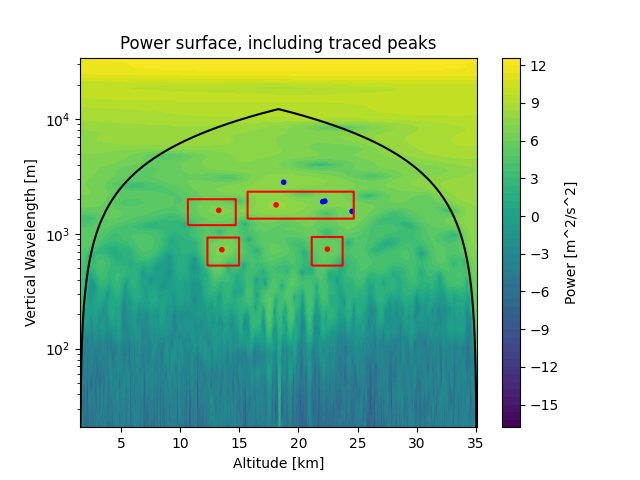 Power surface, including traced peaks
Vertical Wavelength [m]
10^4
10^3
10^2
5 10 15 20 25 30 35
Altitude [km]
12
9
6
3
0
−3
−6
−9
−12
−15
Power [m^2/s^2]